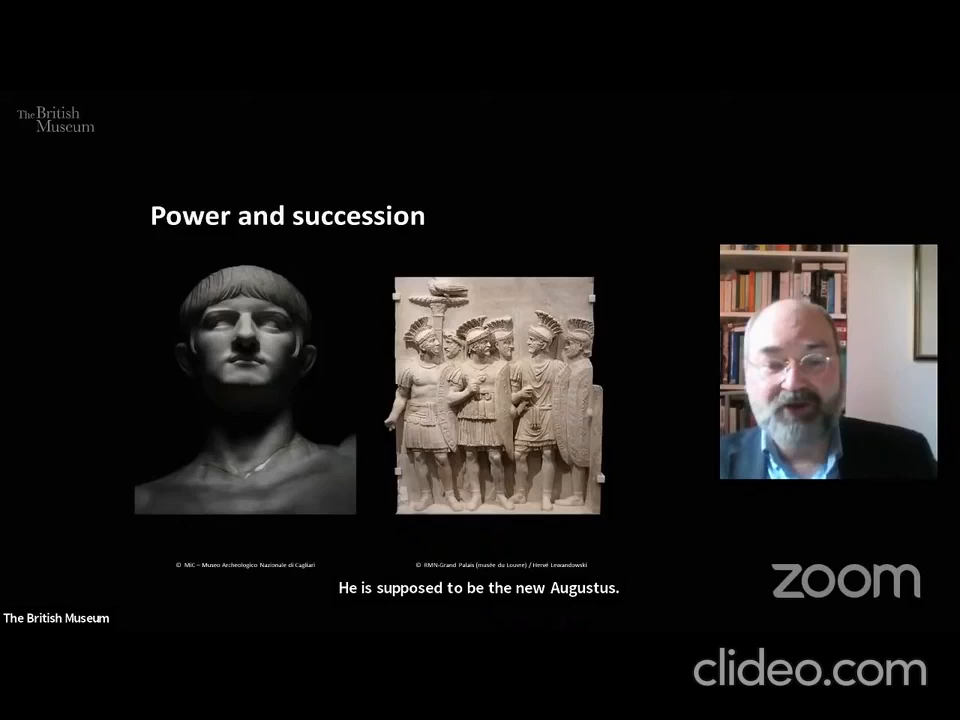 The British
Museum
Power and succession
© MiC – Museo Archeologico Nazionale di Cagliari
© RMN-Grand Palais (musée du Louvre) / Hervé Lewandowski
He is supposed to be the new Augustus.
zoom
The British Museum
clideo.com